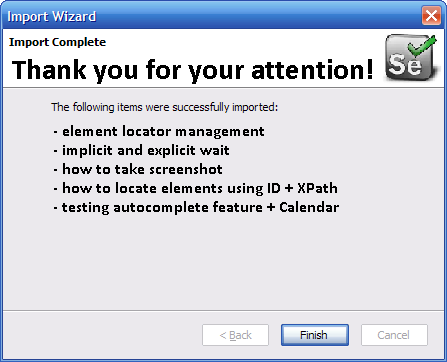 Import Wizard
Import Complete
Thank you for your attention!
Se
The following items were successfully imported:
- element locator management
- implicit and explicit wait
- how to take screenshot
- how to locate elements using ID + XPath
- testing autocomplete feature + Calendar
< Back Finish Cancel